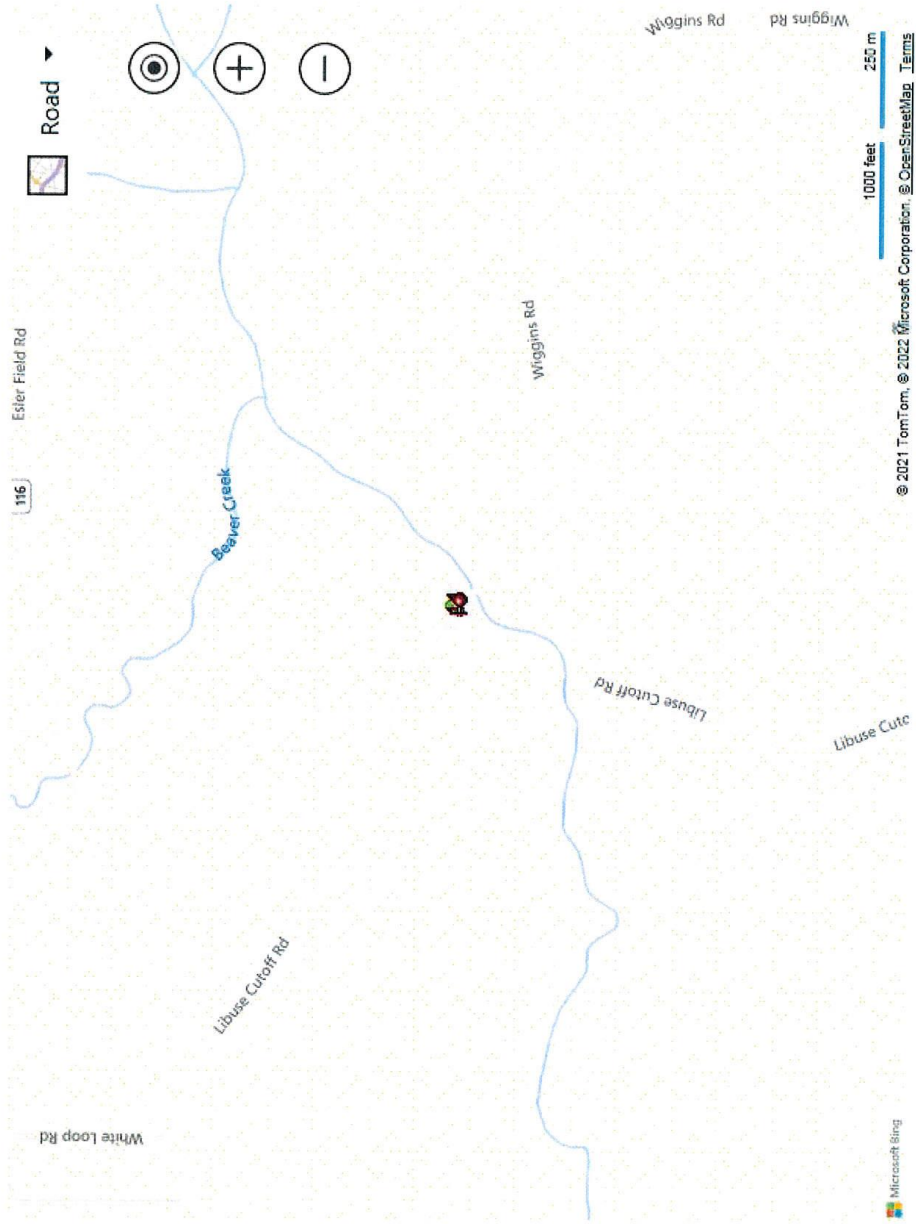 Road
116
Esler Field Rd
Beaver Creek
White Loop Rd
Libuse Cutoff Rd
Wiggins Rd
Libuse Cutoff Rd
Libuse Cuto
Wiggins Rd
Wiggins Rd
1000 feet
250 m
Microsoft Bing
© 2021 TomTom, © 2022 Microsoft Corporation, © OpenStreetMap Terms